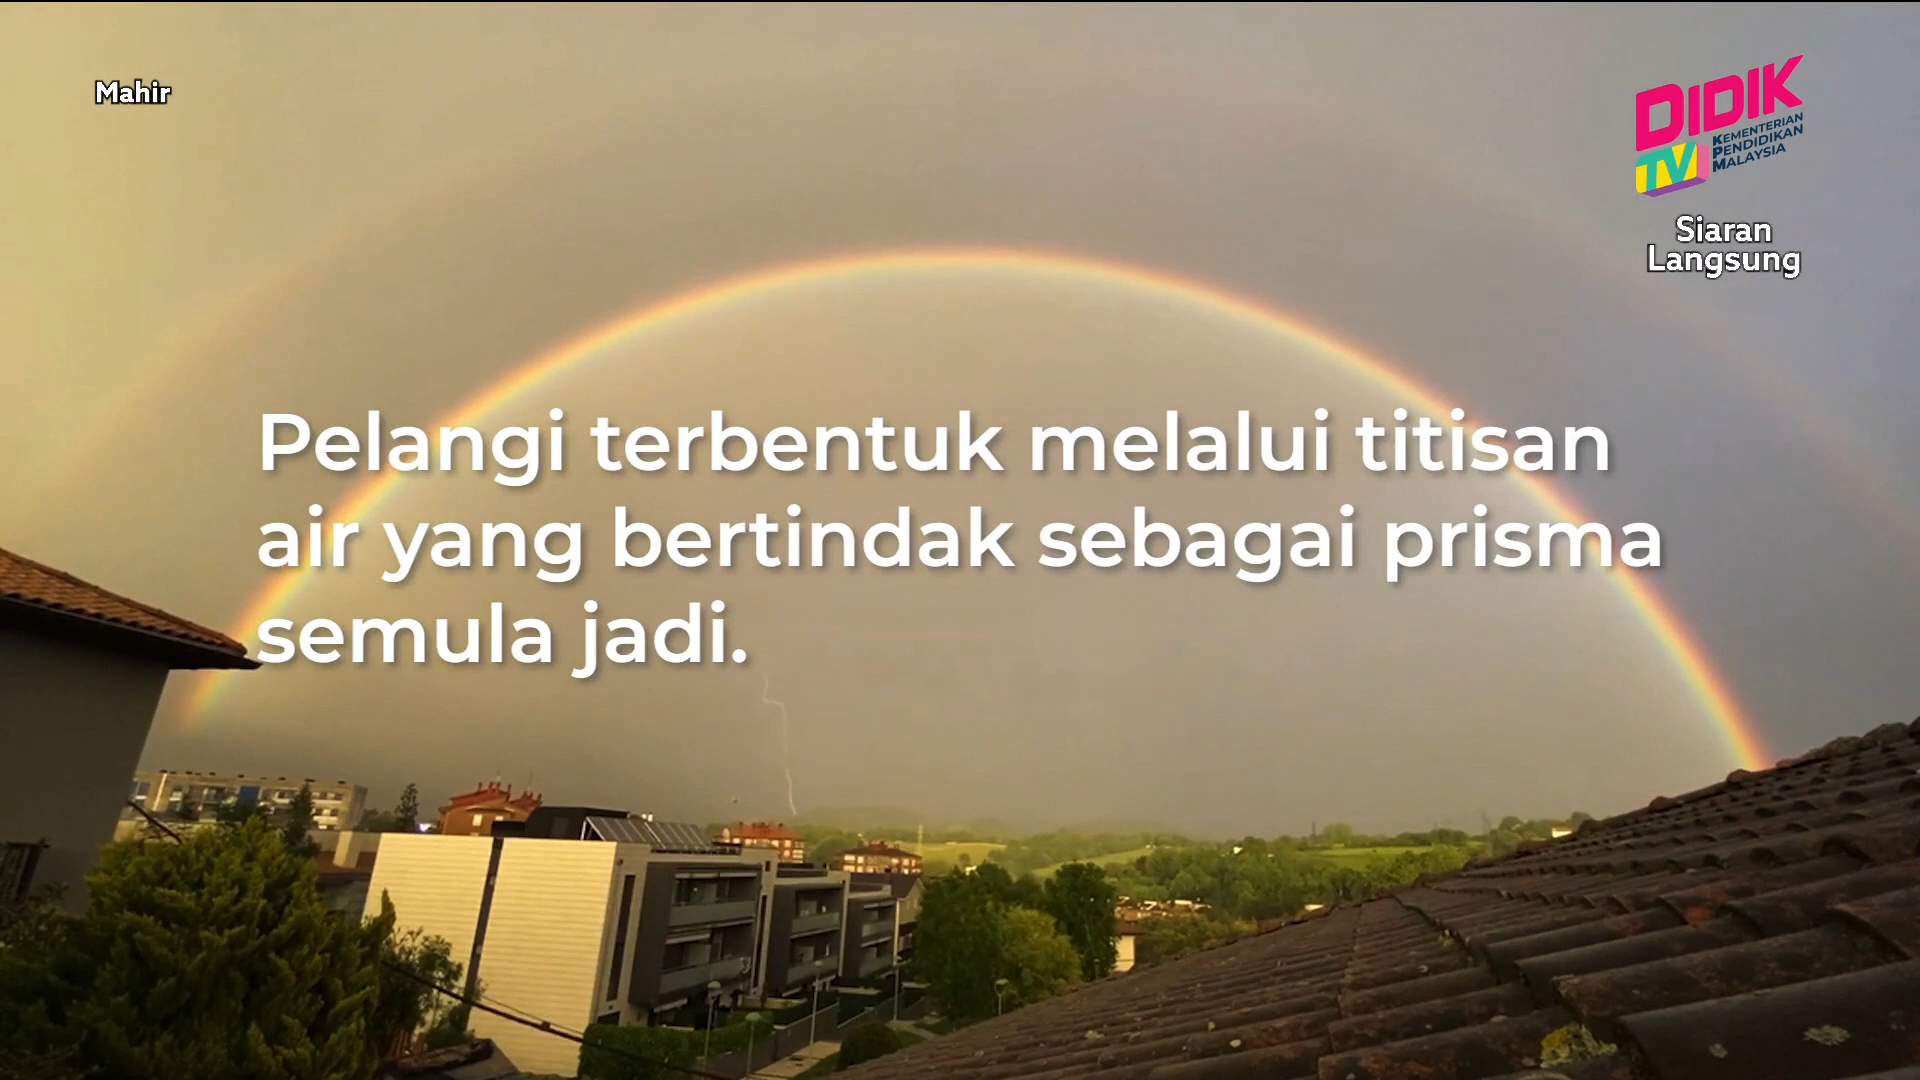 Mahir
DIDIK
TV
KEMENTERIAN
PENDIDIKAN
MALAYSIA
Siaran
Langsung
Pelangi terbentuk melalui titisan
air yang bertindak sebagai prisma
semula jadi.